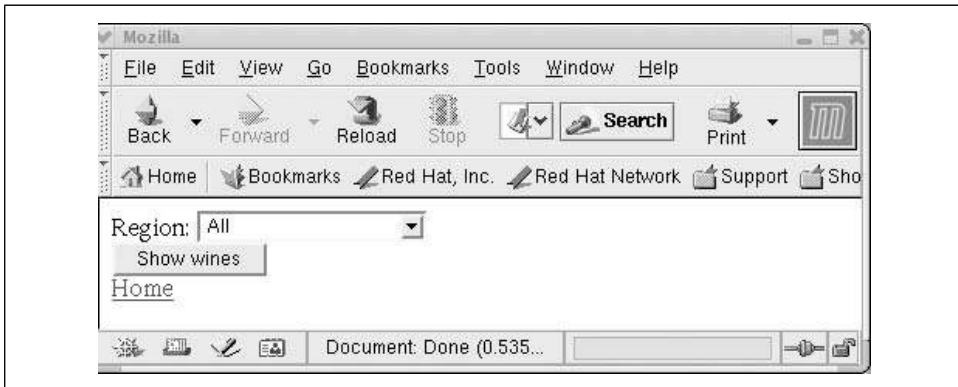 Mozilla
File Edit View Go Bookmarks Tools Window Help
Back Forward Reload Stop Search Print
Home Bookmarks Red Hat, Inc. Red Hat Network Support Sho
Region: All
Show wines
Home
Document: Done (0.535...